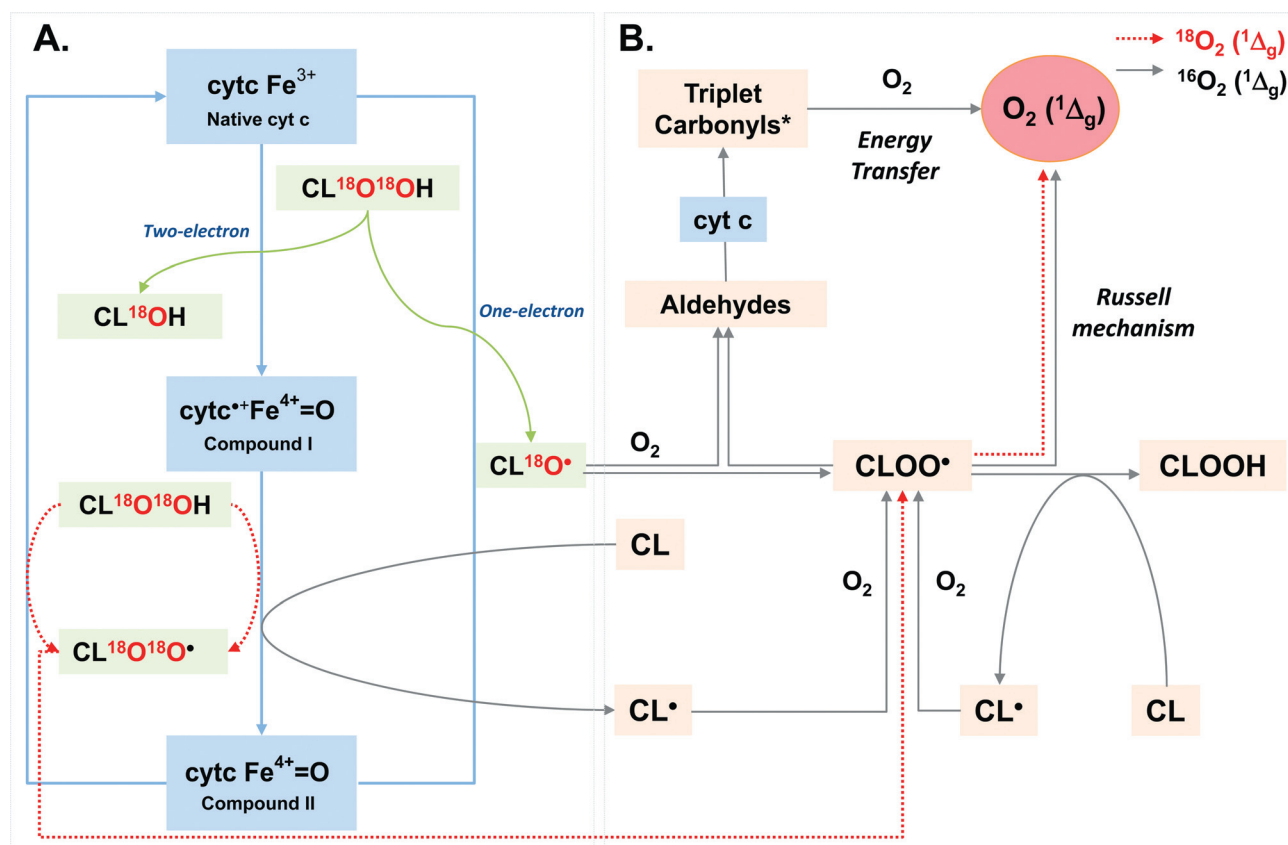 A.
cytc Fe³⁺
Native cyt c
CL¹⁸O¹⁸OH
Two-electron
CL¹⁸OH
One-electron
cytc•⁺Fe⁴⁺=O
Compound I
CL¹⁸O•
CL¹⁸O¹⁸OH
CL¹⁸O¹⁸O•
cytc Fe⁴⁺=O
Compound II
B.
¹⁸O₂ (¹Δg)
¹⁶O₂ (¹Δg)
Triplet
Carbonyls*
O₂
Energy
Transfer
O₂ (¹Δg)
cyt c
Aldehydes
Russell
mechanism
O₂
CLOO•
CLOOH
CL
O₂
O₂
CL•
CL•
CL